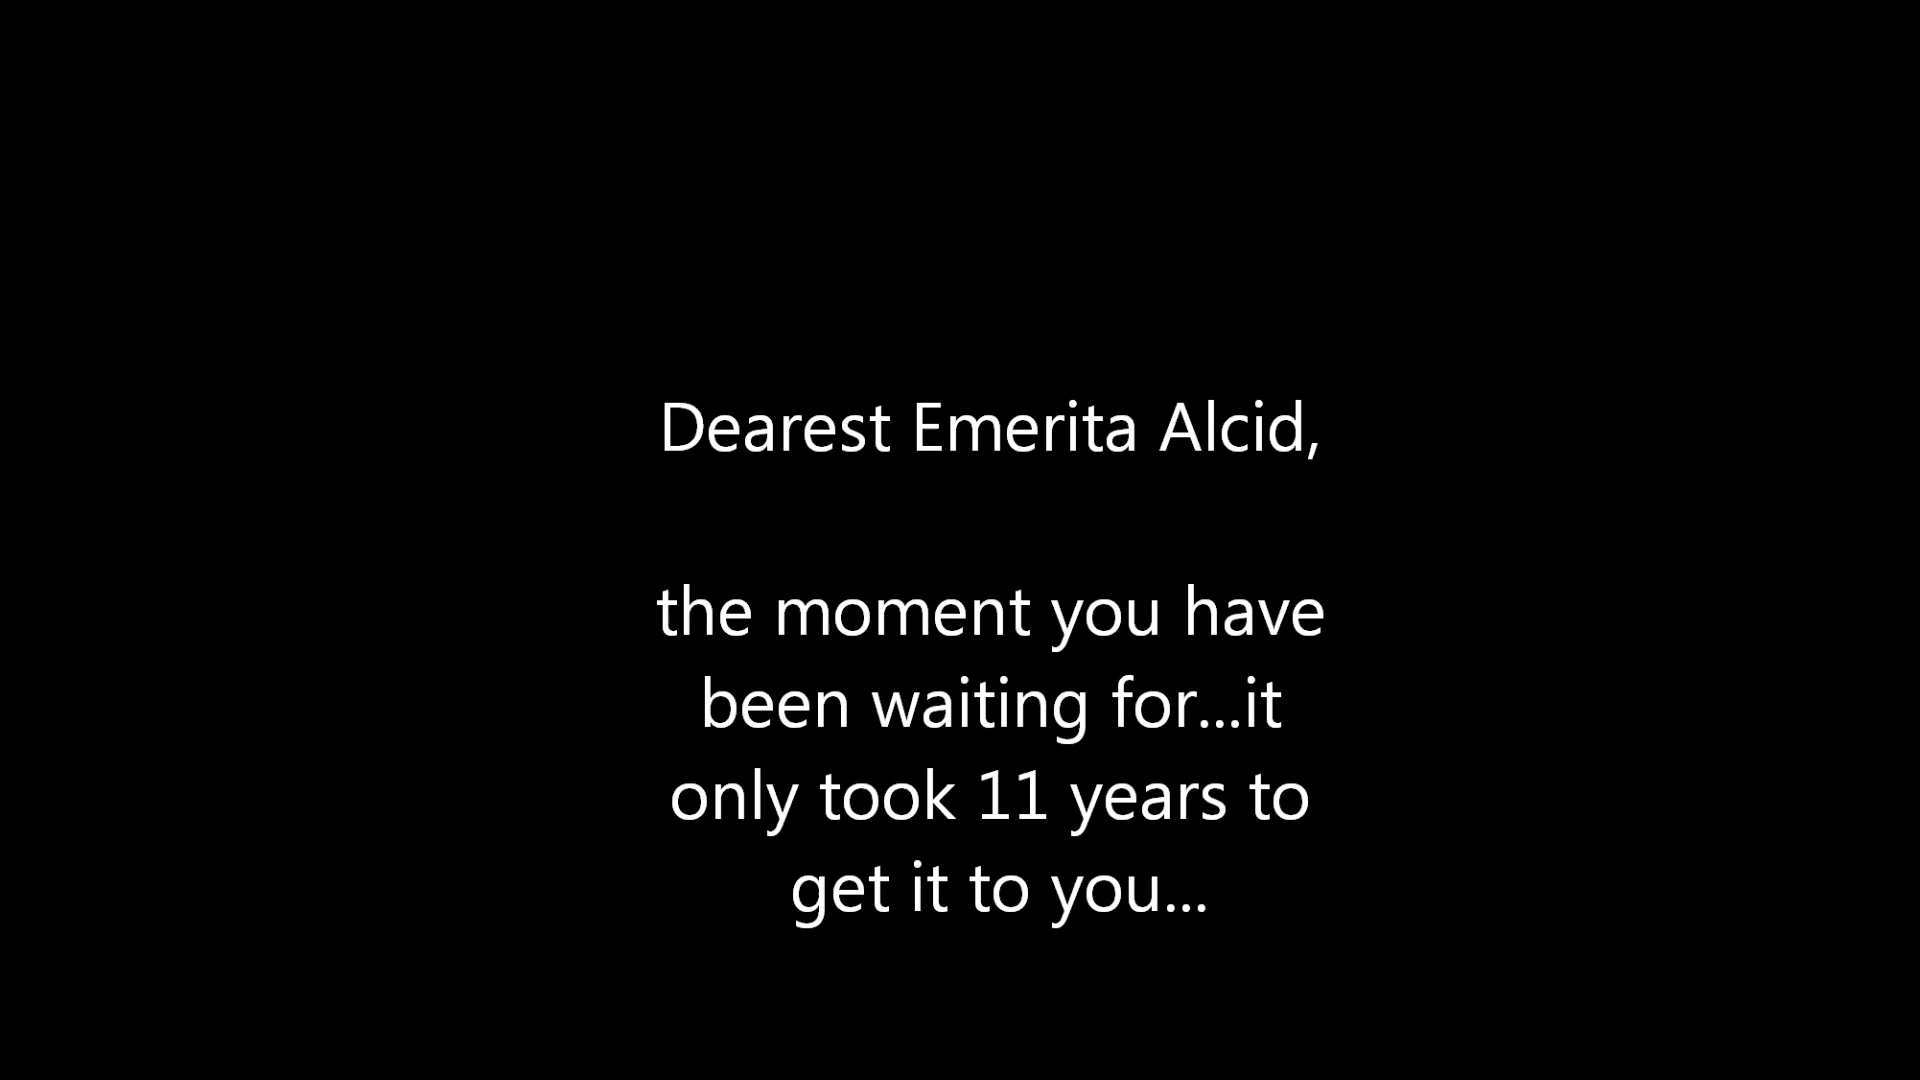 Dearest Emerita Alcid,
the moment you have
been waiting for...it
only took 11 years to
get it to you...